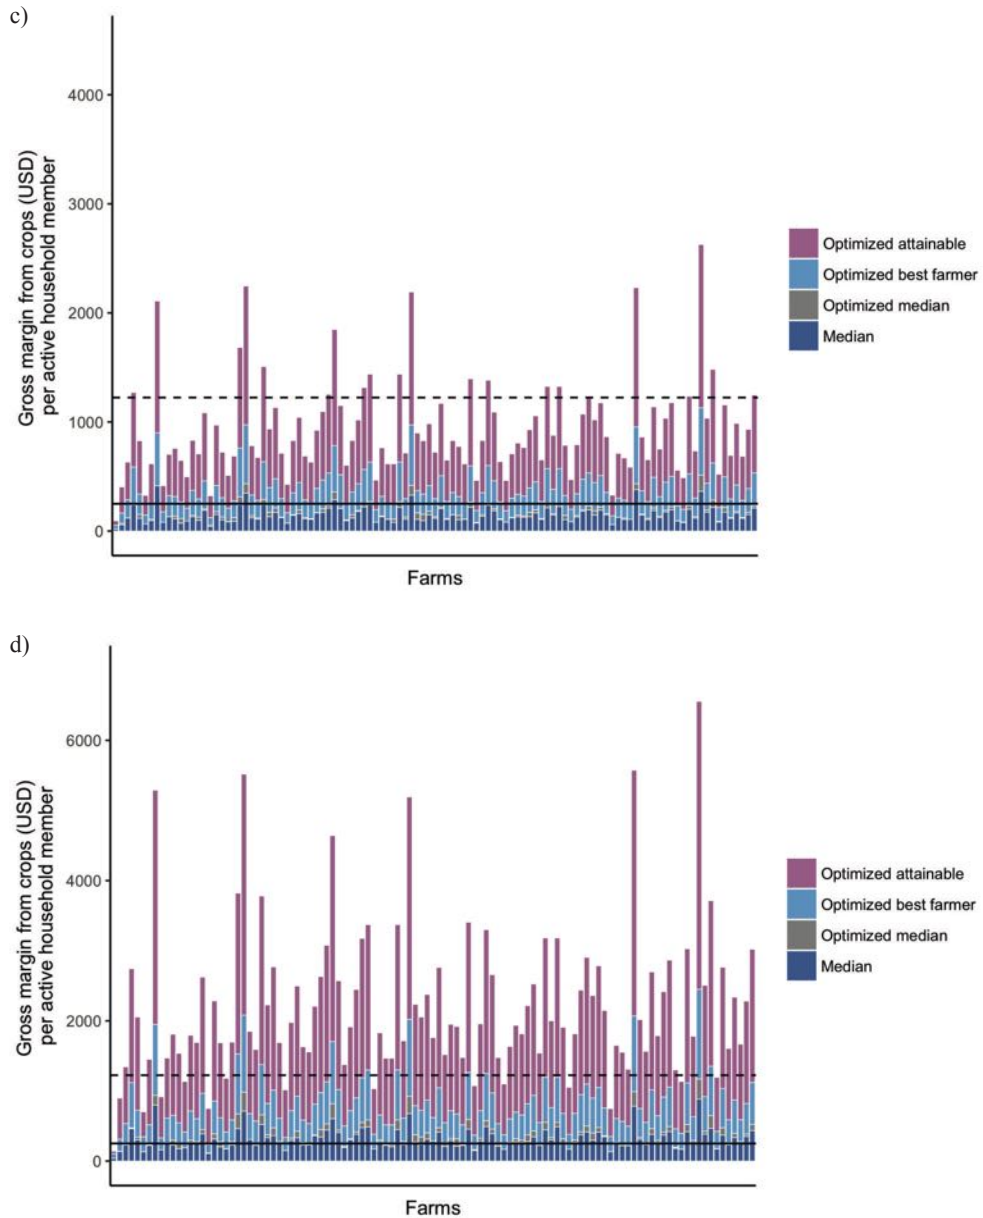 c)
Gross margin from crops (USD)
per active household member
4000
3000
2000
1000
0
Farms
Optimized attainable
Optimized best farmer
Optimized median
Median
d)
Gross margin from crops (USD)
per active household member
6000
4000
2000
0
Farms
Optimized attainable
Optimized best farmer
Optimized median
Median